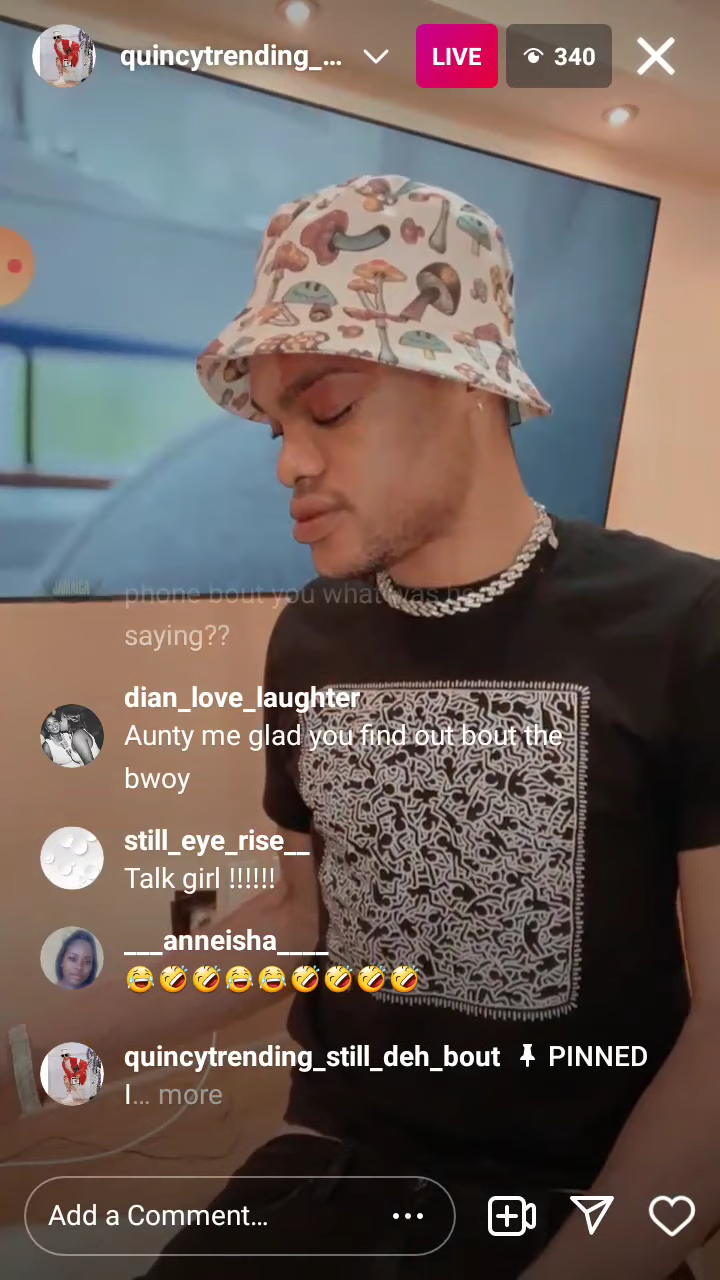 quincytrending_...
LIVE
340
JAMAICA
phone bout you what was he
saying??
dian_love_laughter
Aunty me glad you find out bout the
bwoy
still_eye_rise__
Talk girl !!!!!!
___anneisha____
😂🤣🤣😂😂🤣🤣🤣🤣
quincytrending_still_deh_bout 📌 PINNED
I... more
Add a Comment...